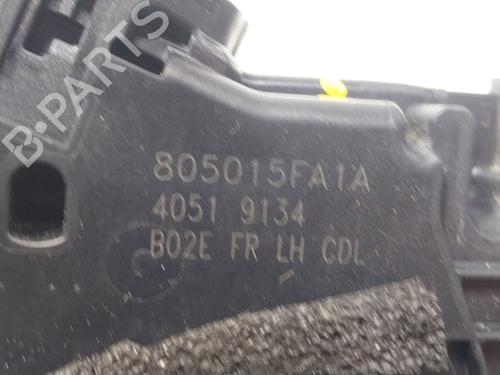 B-PARTS
805015FA1A
4051 9134
B02E FR LH CDL